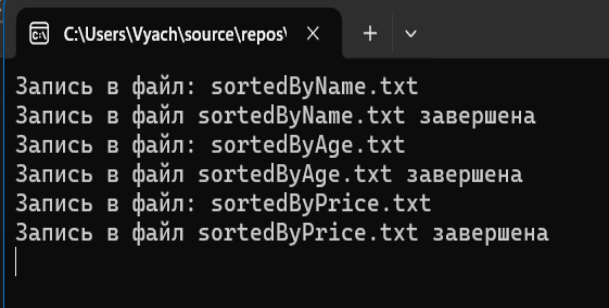 C:\Users\Vyach\source\repos\
Запись в файл: sortedByName.txt
Запись в файл sortedByName.txt завершена
Запись в файл: sortedByAge.txt
Запись в файл sortedByAge.txt завершена
Запись в файл: sortedByPrice.txt
Запись в файл sortedByPrice.txt завершена